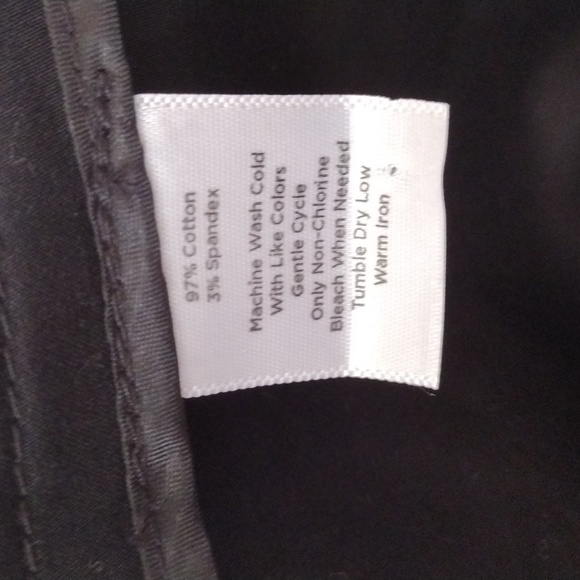 97% Cotton
3% Spandex
Machine Wash Cold
With Like Colors
Gentle Cycle
Only Non-Chlorine
Bleach When Needed
Tumble Dry Low
Warm Iron